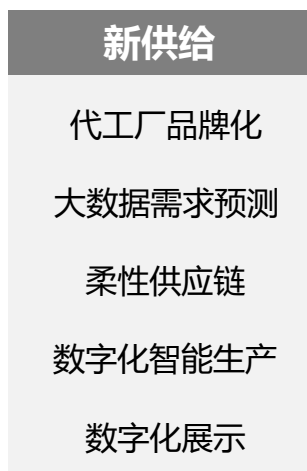 新供给
代工厂品牌化
大数据需求预测
柔性供应链
数字化智能生产
数字化展示